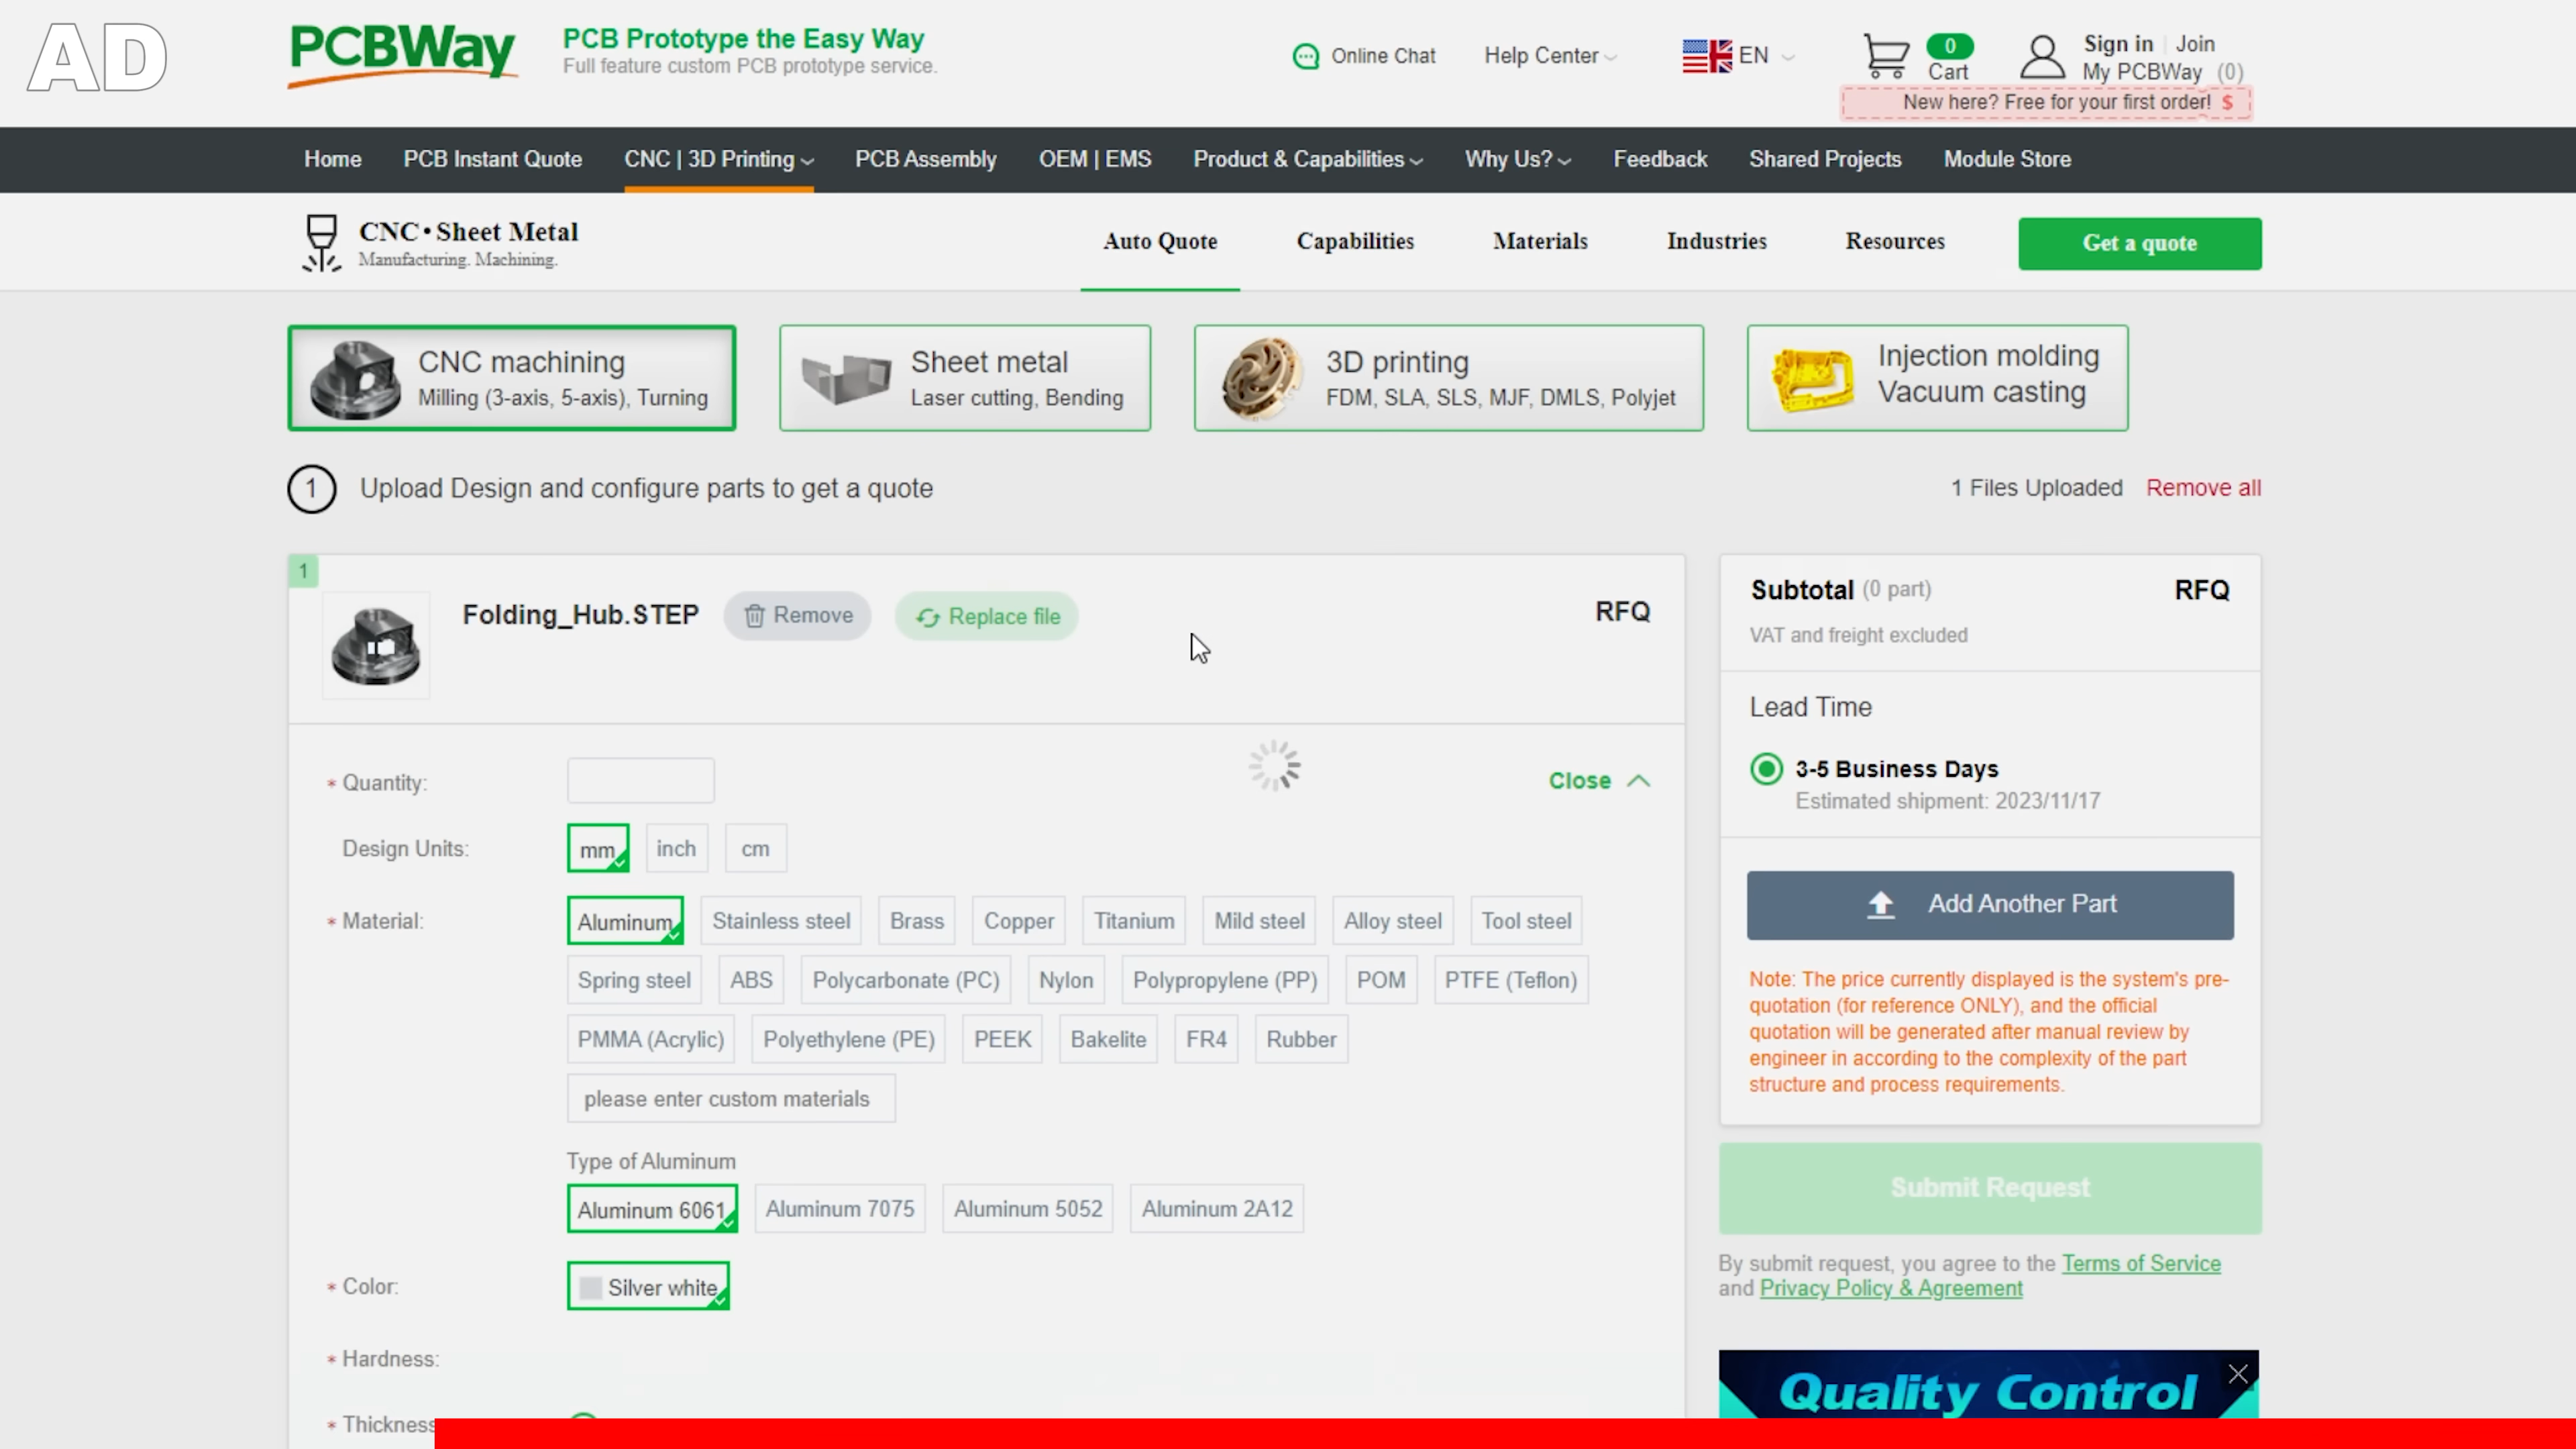 AD
PCBWay
PCB Prototype the Easy Way
Full feature custom PCB prototype service.
Online Chat
Help Center
EN
0
Cart
Sign in | Join
My PCBWay (0)
New here? Free for your first order! $
Home
PCB Instant Quote
CNC | 3D Printing
PCB Assembly
OEM | EMS
Product & Capabilities
Why Us?
Feedback
Shared Projects
Module Store
CNC•Sheet Metal
Manufacturing. Machining.
Auto Quote
Capabilities
Materials
Industries
Resources
Get a quote
CNC machining
Milling (3-axis, 5-axis), Turning
Sheet metal
Laser cutting, Bending
3D printing
FDM, SLA, SLS, MJF, DMLS, Polyjet
Injection molding
Vacuum casting
1 Upload Design and configure parts to get a quote
1 Files Uploaded Remove all
1
Folding_Hub.STEP
Remove
Replace file
RFQ
* Quantity:
Close
Design Units:
mm inch cm
* Material:
Aluminum Stainless steel Brass Copper Titanium Mild steel Alloy steel Tool steel
Spring steel ABS Polycarbonate (PC) Nylon Polypropylene (PP) POM PTFE (Teflon)
PMMA (Acrylic) Polyethylene (PE) PEEK Bakelite FR4 Rubber
please enter custom materials
Type of Aluminum
Aluminum 6061 Aluminum 7075 Aluminum 5052 Aluminum 2A12
* Color:
Silver white
* Hardness:
* Thickness
Subtotal (0 part) RFQ
VAT and freight excluded
Lead Time
3-5 Business Days
Estimated shipment: 2023/11/17
Add Another Part
Note: The price currently displayed is the system's pre-
quotation (for reference ONLY), and the official
quotation will be generated after manual review by
engineer in according to the complexity of the part
structure and process requirements.
Submit Request
By submit request, you agree to the Terms of Service
and Privacy Policy & Agreement
Quality Control